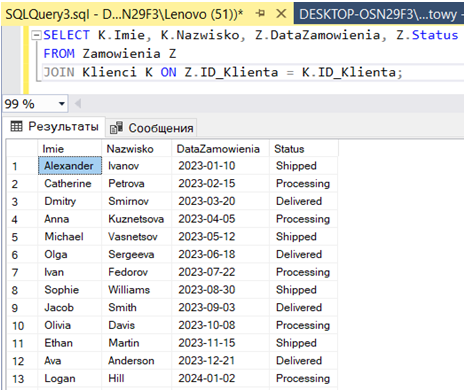 SQLQuery3.sql - D...N29F3\Lenovo (51))* DESKTOP-OSN29F3\...towy - dbo
SELECT K.Imie, K.Nazwisko, Z.DataZamowienia, Z.Status
FROM Zamowienia Z
JOIN Klienci K ON Z.ID_Klienta = K.ID_Klienta;
99 %
Результаты Сообщения
Imie Nazwisko DataZamowienia Status
1 Alexander Ivanov 2023-01-10 Shipped
2 Catherine Petrova 2023-02-15 Processing
3 Dmitry Smirnov 2023-03-20 Delivered
4 Anna Kuznetsova 2023-04-05 Processing
5 Michael Vasnetsov 2023-05-12 Shipped
6 Olga Sergeeva 2023-06-18 Delivered
7 Ivan Fedorov 2023-07-22 Processing
8 Sophie Williams 2023-08-30 Shipped
9 Jacob Smith 2023-09-03 Delivered
10 Olivia Davis 2023-10-08 Processing
11 Ethan Martin 2023-11-15 Shipped
12 Ava Anderson 2023-12-21 Delivered
13 Logan Hill 2024-01-02 Processing